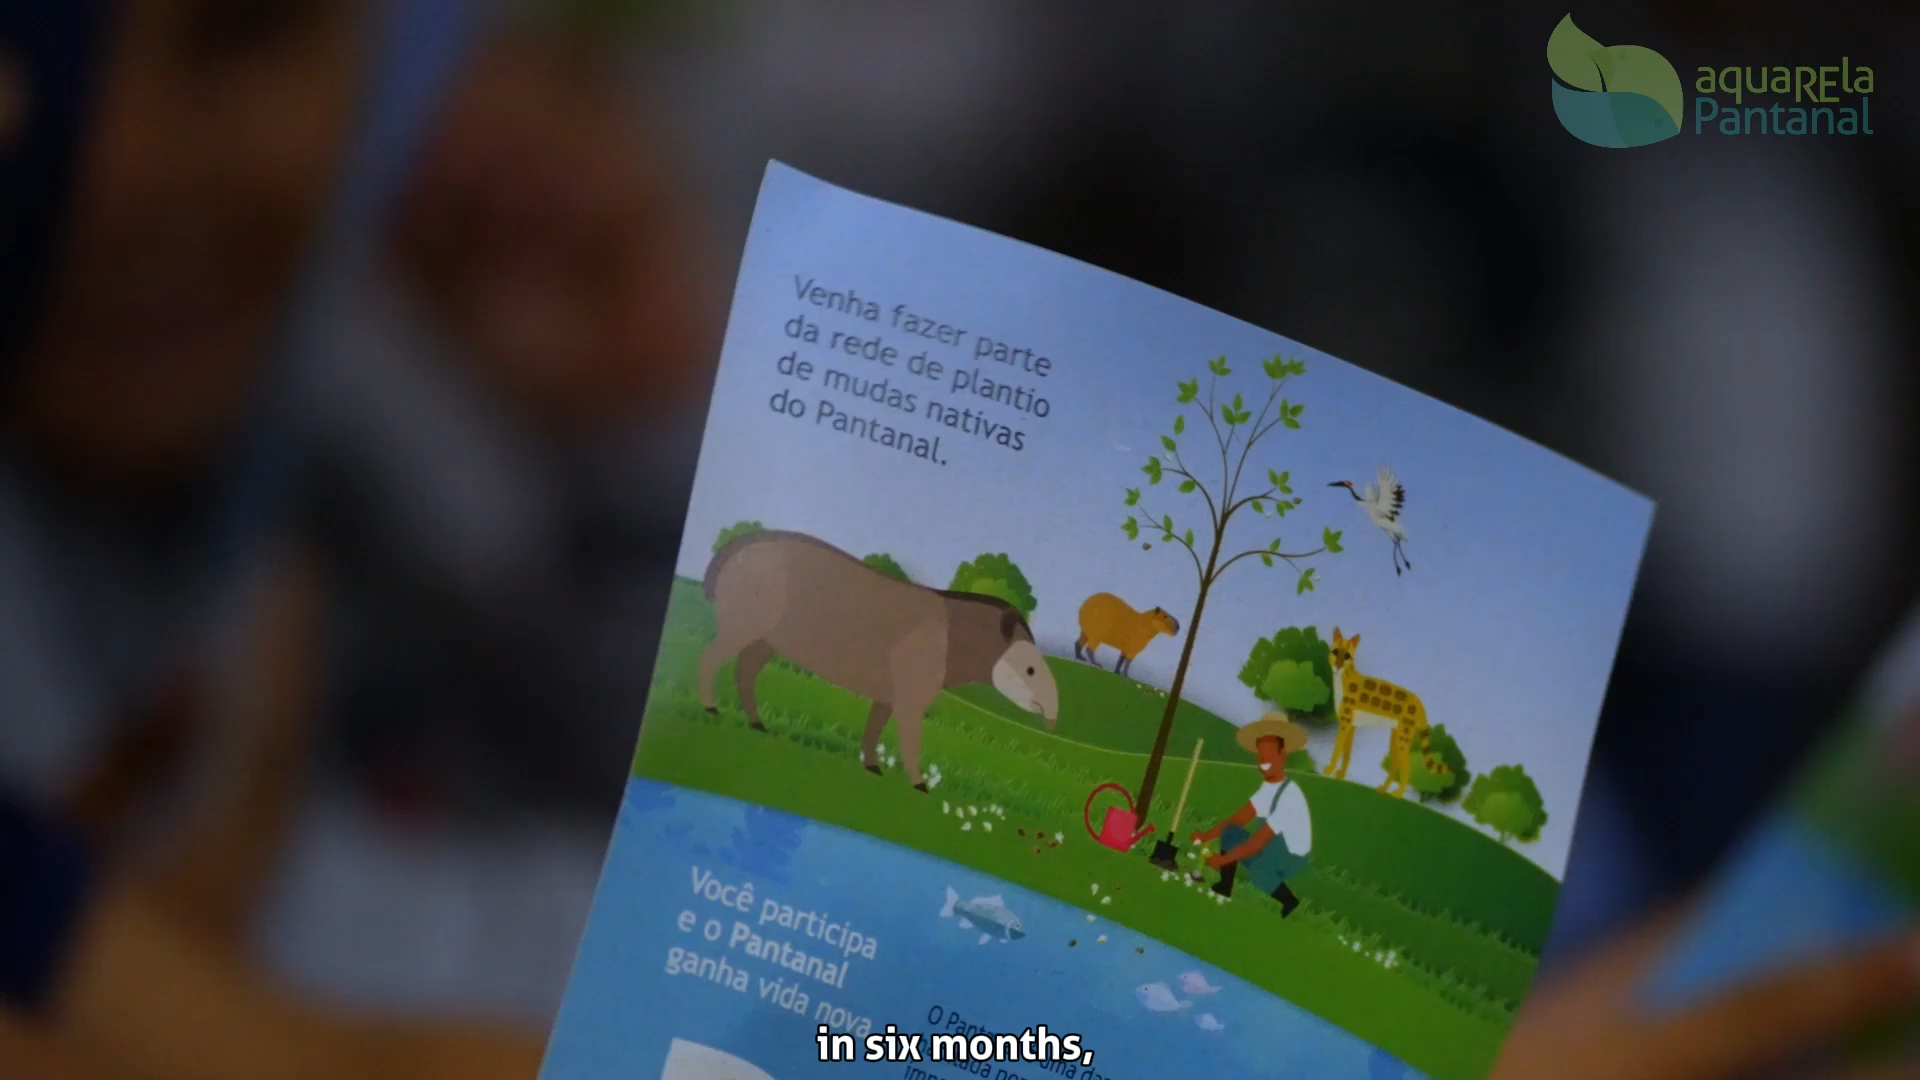 aquaREla
Pantanal
Venha fazer parte
da rede de plantio
de mudas nativas
do Pantanal.
Você participa
e o Pantanal
ganha vida nova
O
in six months,